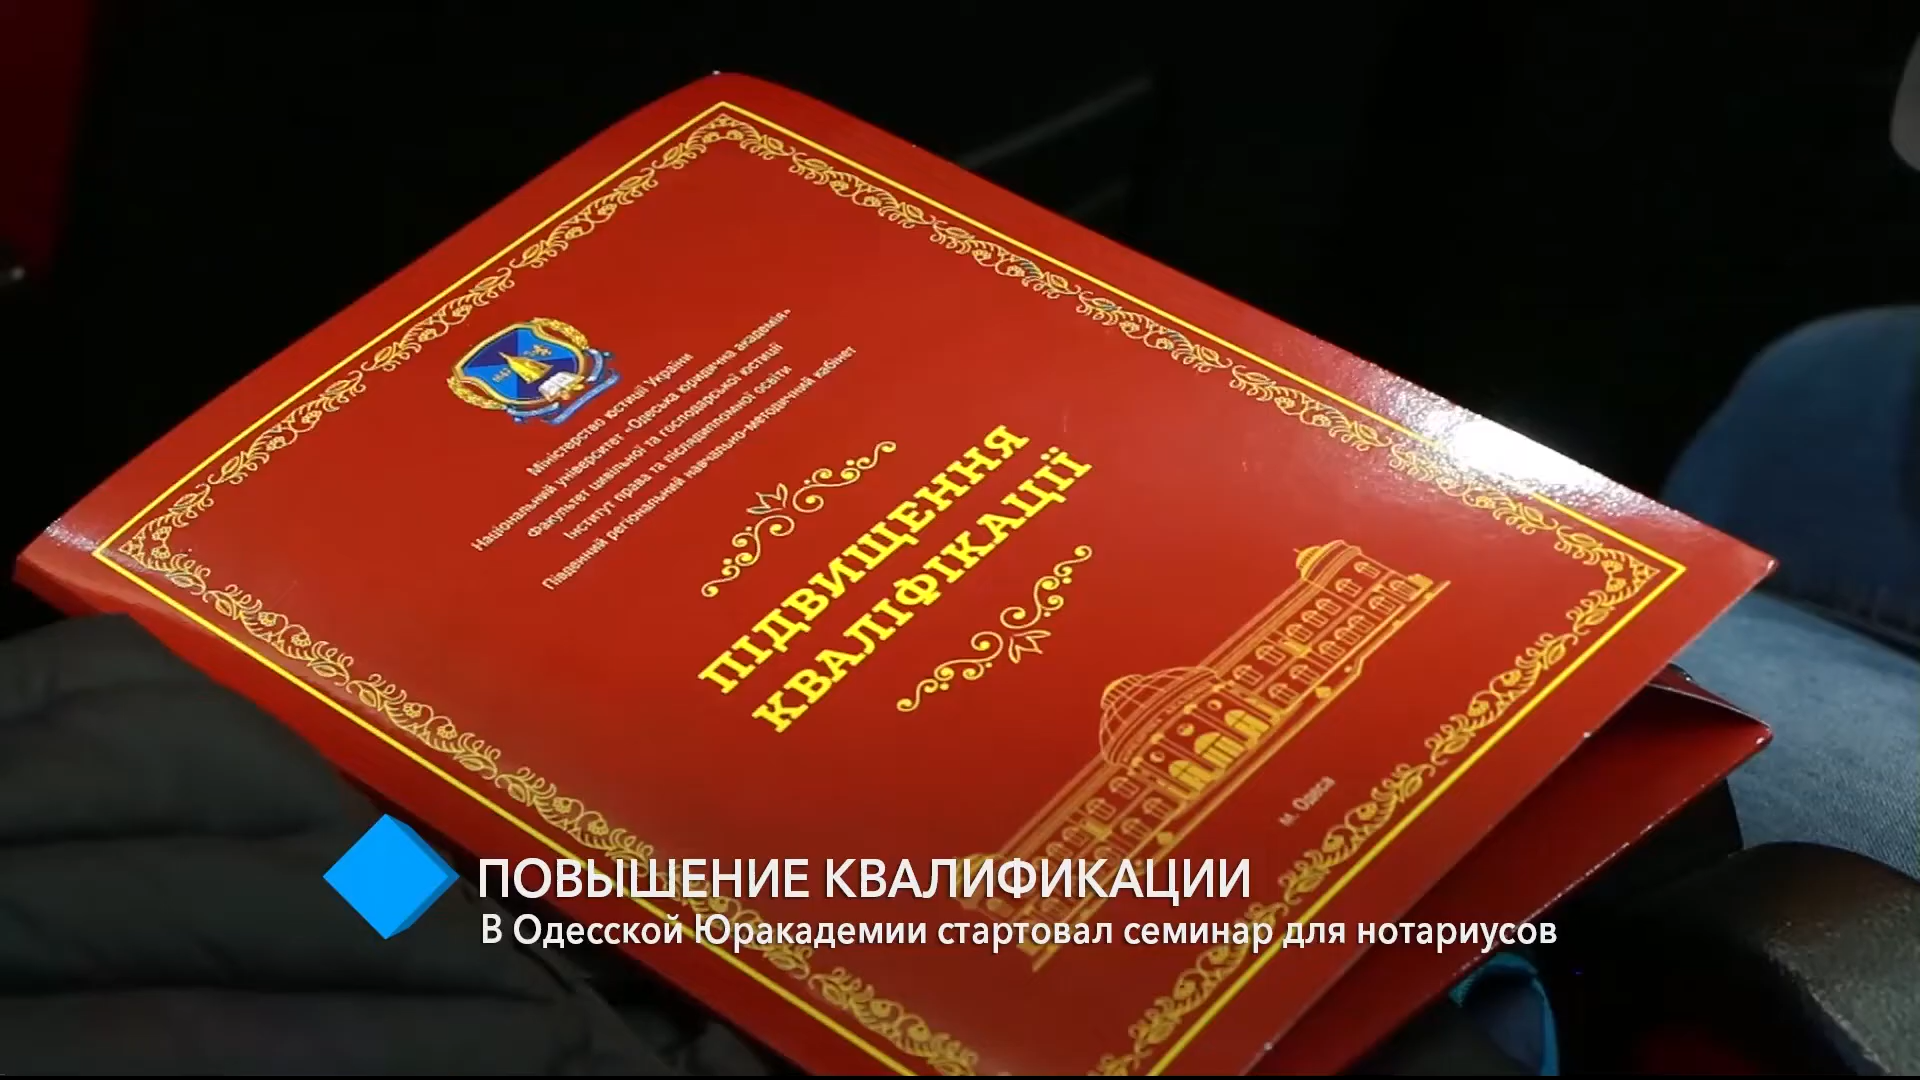 1847
Міністерство юстиції України
Національний університет «Одеська юридична академія»
Факультет цивільної та господарської юстиції
Інститут права та післядипломної освіти
Південний регіональний навчально-методичний кабінет
ПІДВИЩЕННЯ
КВАЛІФІКАЦІЇ
м. Одеса
ПОВЫШЕНИЕ КВАЛИФИКАЦИИ
В Одесской Юракадемии стартовал семинар для нотариусов